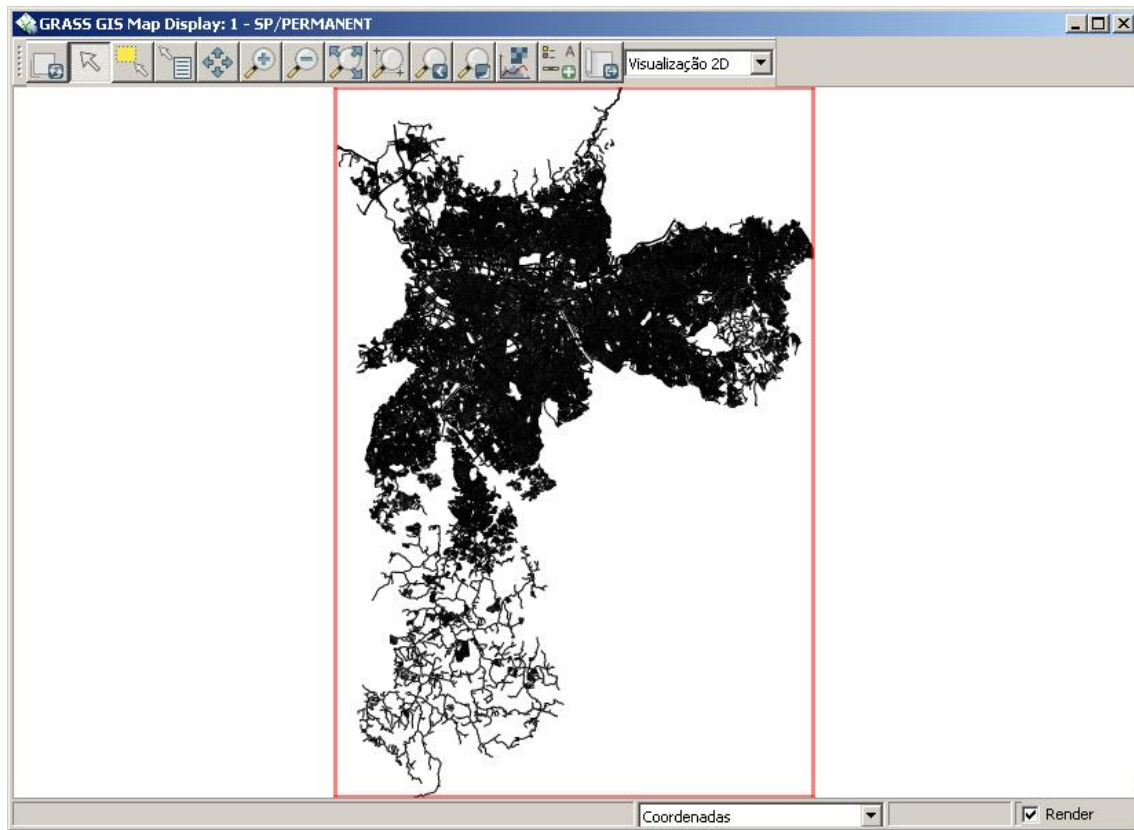 GRASS GIS Map Display: 1 - SP/PERMANENT
Visualização 2D
Coordenadas
Render